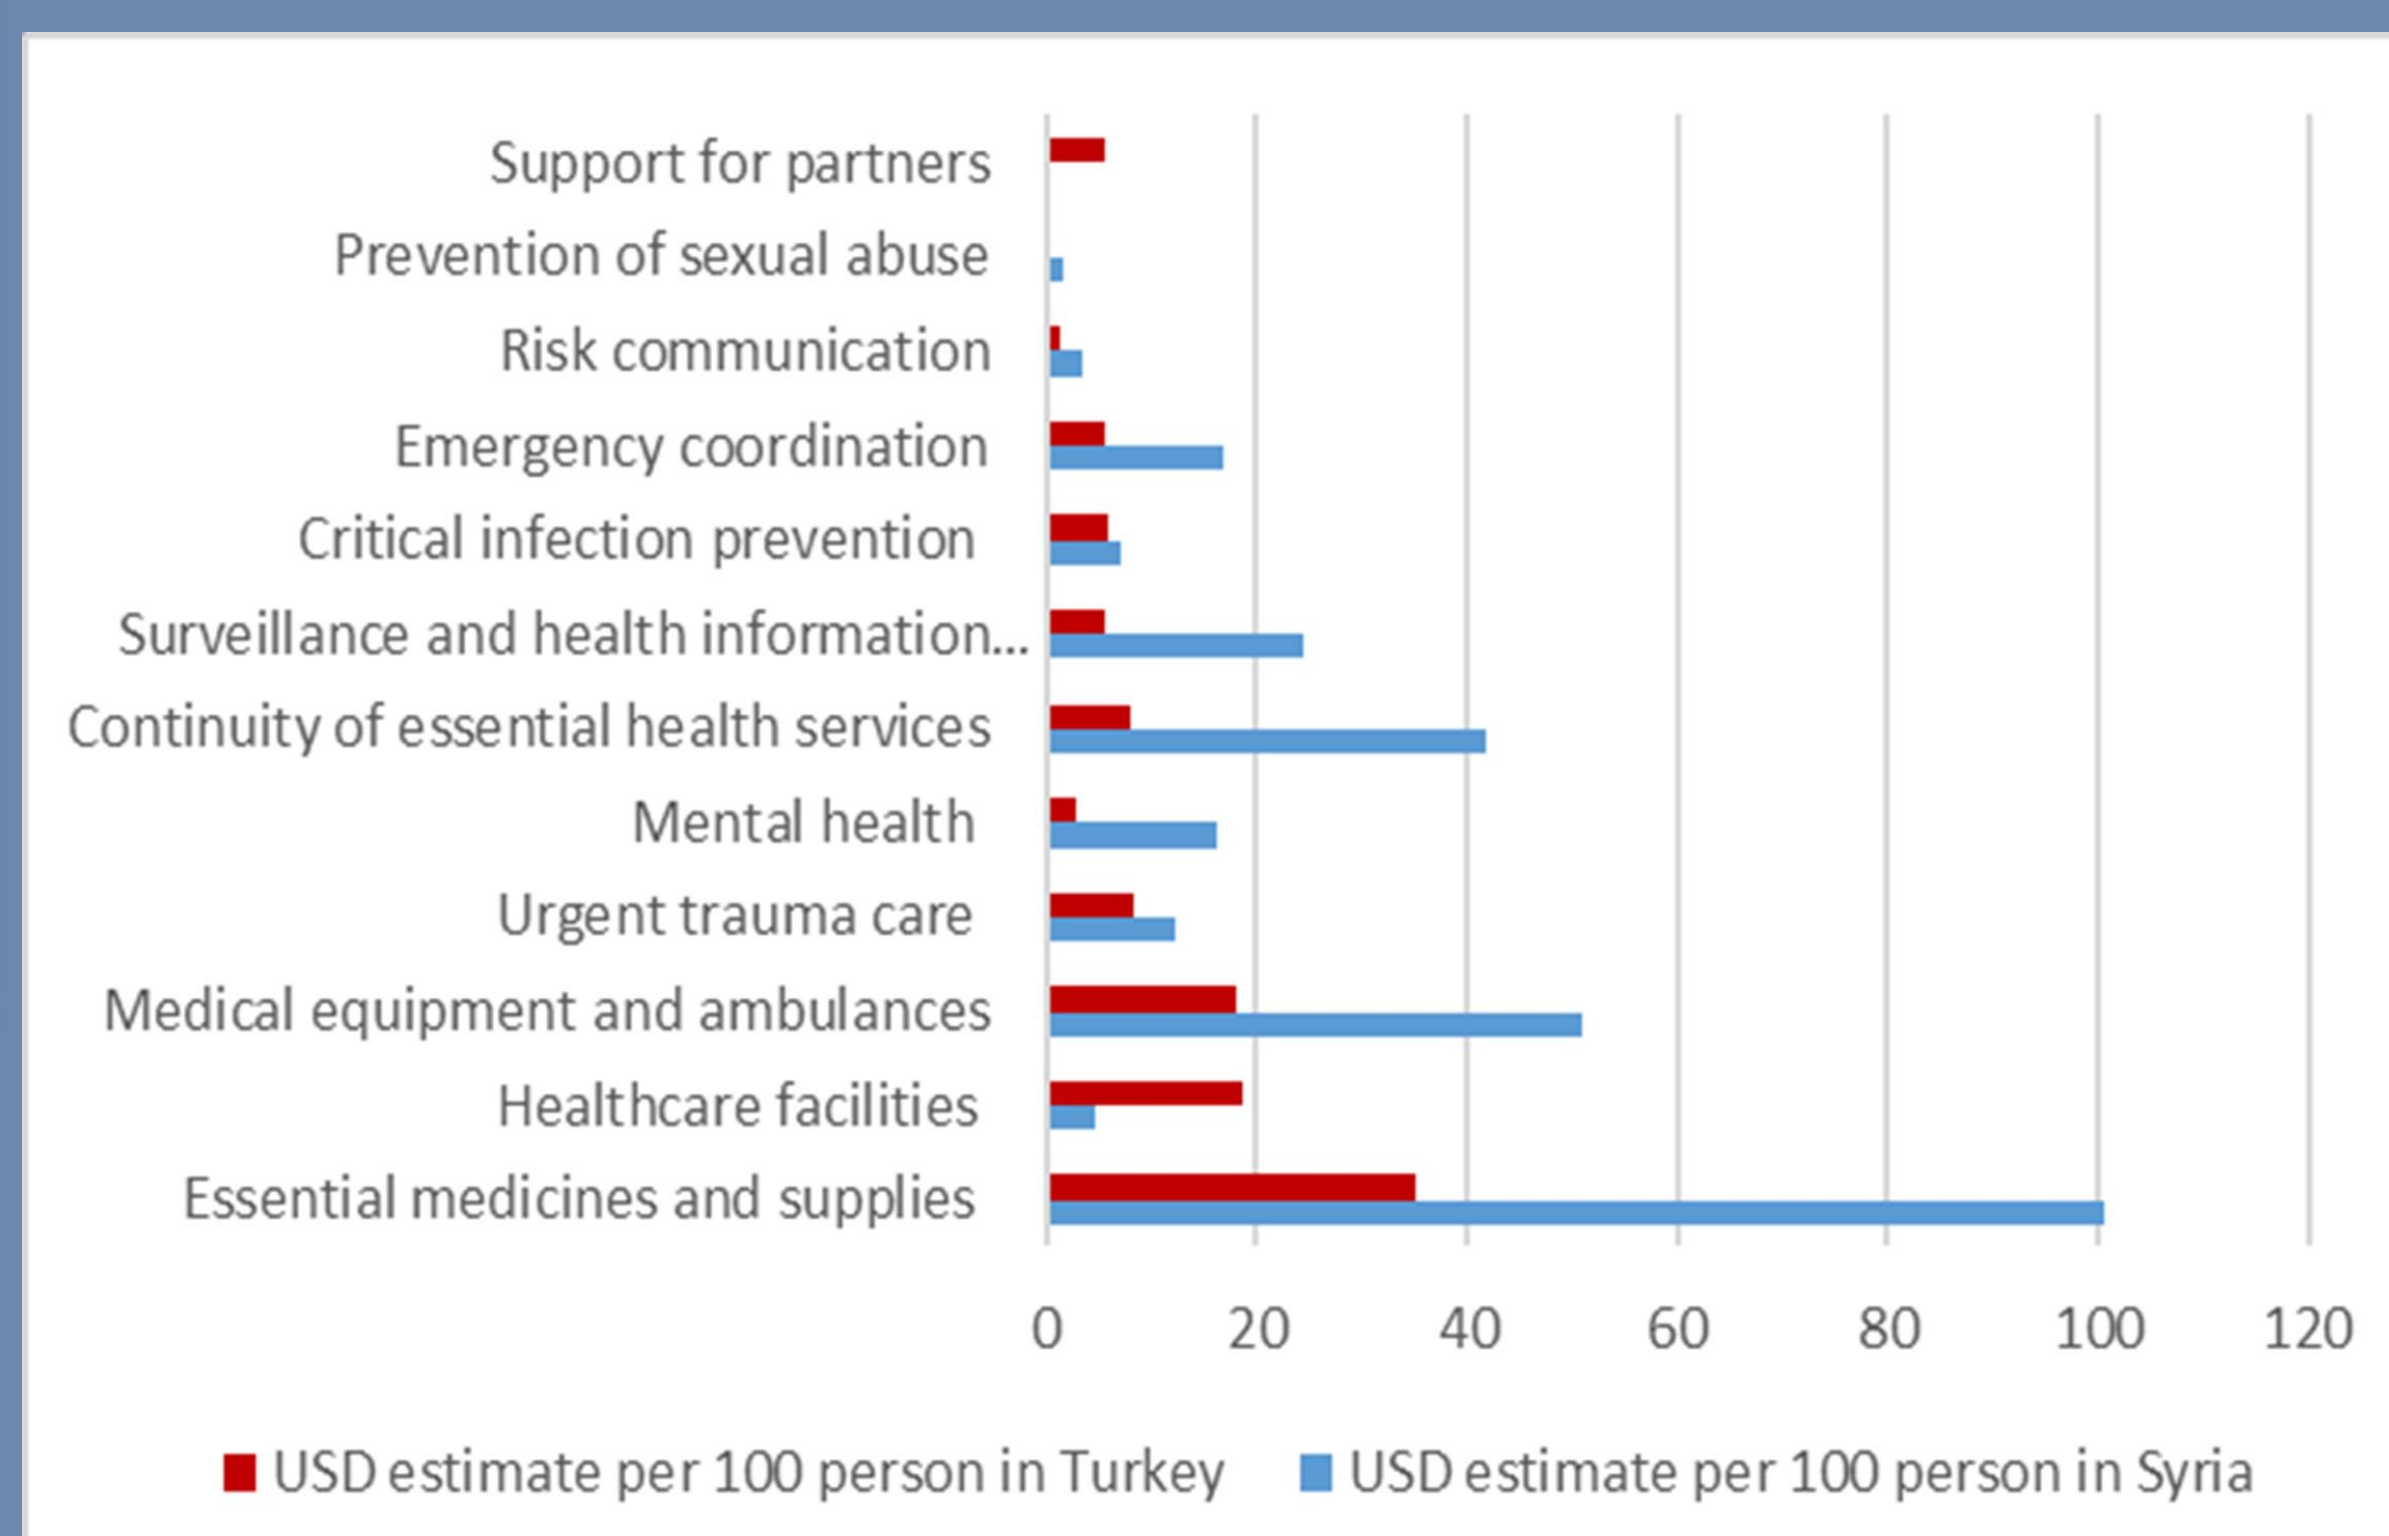 Support for partners
Prevention of sexual abuse
Risk communication
Emergency coordination
Critical infection prevention
Surveillance and health information...
Continuity of essential health services
Mental health
Urgent trauma care
Medical equipment and ambulances
Healthcare facilities
Essential medicines and supplies
0 20 40 60 80 100 120
USD estimate per 100 person in Turkey USD estimate per 100 person in Syria